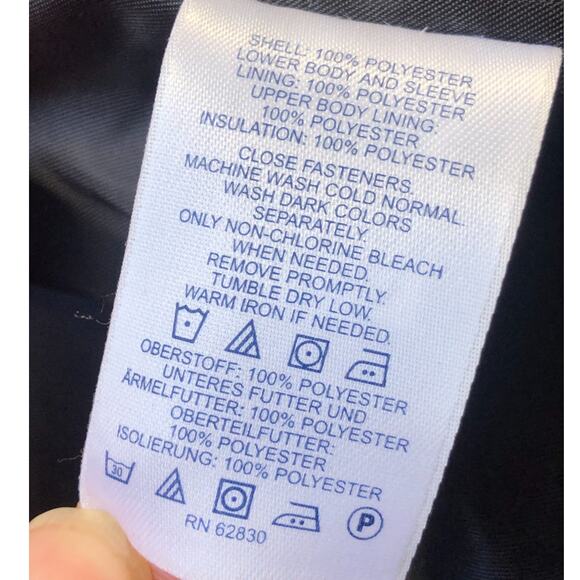 SHELL: 100% POLYESTER
LOWER BODY AND SLEEVE
LINING: 100% POLYESTER
UPPER BODY LINING:
100% POLYESTER
INSULATION: 100% POLYESTER
CLOSE FASTENERS.
MACHINE WASH COLD NORMAL.
WASH DARK COLORS
SEPARATELY.
ONLY NON-CHLORINE BLEACH
WHEN NEEDED.
REMOVE PROMPTLY.
TUMBLE DRY LOW.
WARM IRON IF NEEDED.
OBERSTOFF: 100% POLYESTER
UNTERES FUTTER UND
ÄRMELFUTTER: 100% POLYESTER
OBERTEILFUTTER:
100% POLYESTER
ISOLIERUNG: 100% POLYESTER
30 P
RN 62830